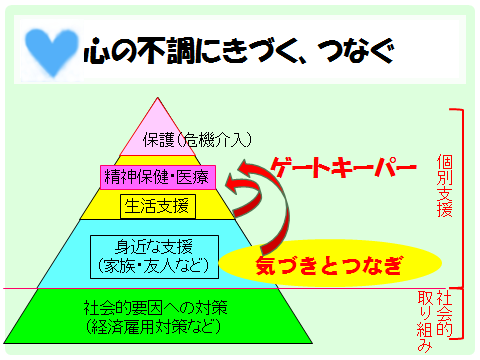 心の不調にきづく、つなぐ
保護(危機介入)
精神保健・医療
ゲートキーパー
生活支援
個別支援
身近な支援
(家族・友人など)
気づきとつなぎ
社会的要因への対策
(経済雇用対策など)
社会的
取り組み